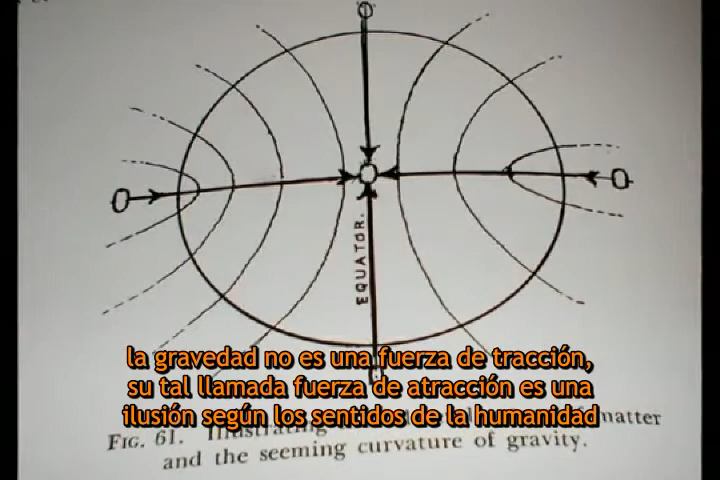 EQUATOR.
la gravedad no es una fuerza de tracción,
su tal llamada fuerza de atracción es una
ilusión según los sentidos de la humanidad
FIG. 61. matter
and the seeming curvature of gravity.